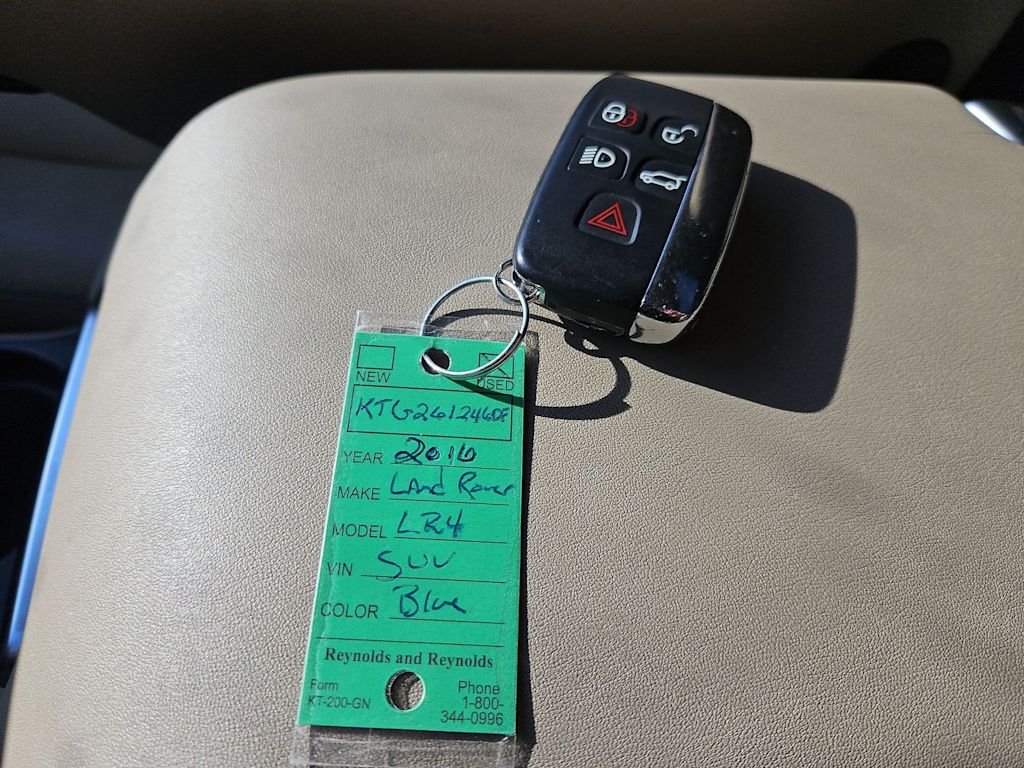 NEW USED
YEAR 2016
MAKE Land Rover
MODEL LR4
VIN SUV
COLOR Blue
Reynolds and Reynolds
Form
KT-200-GN
Phone
1-800-
344-0996